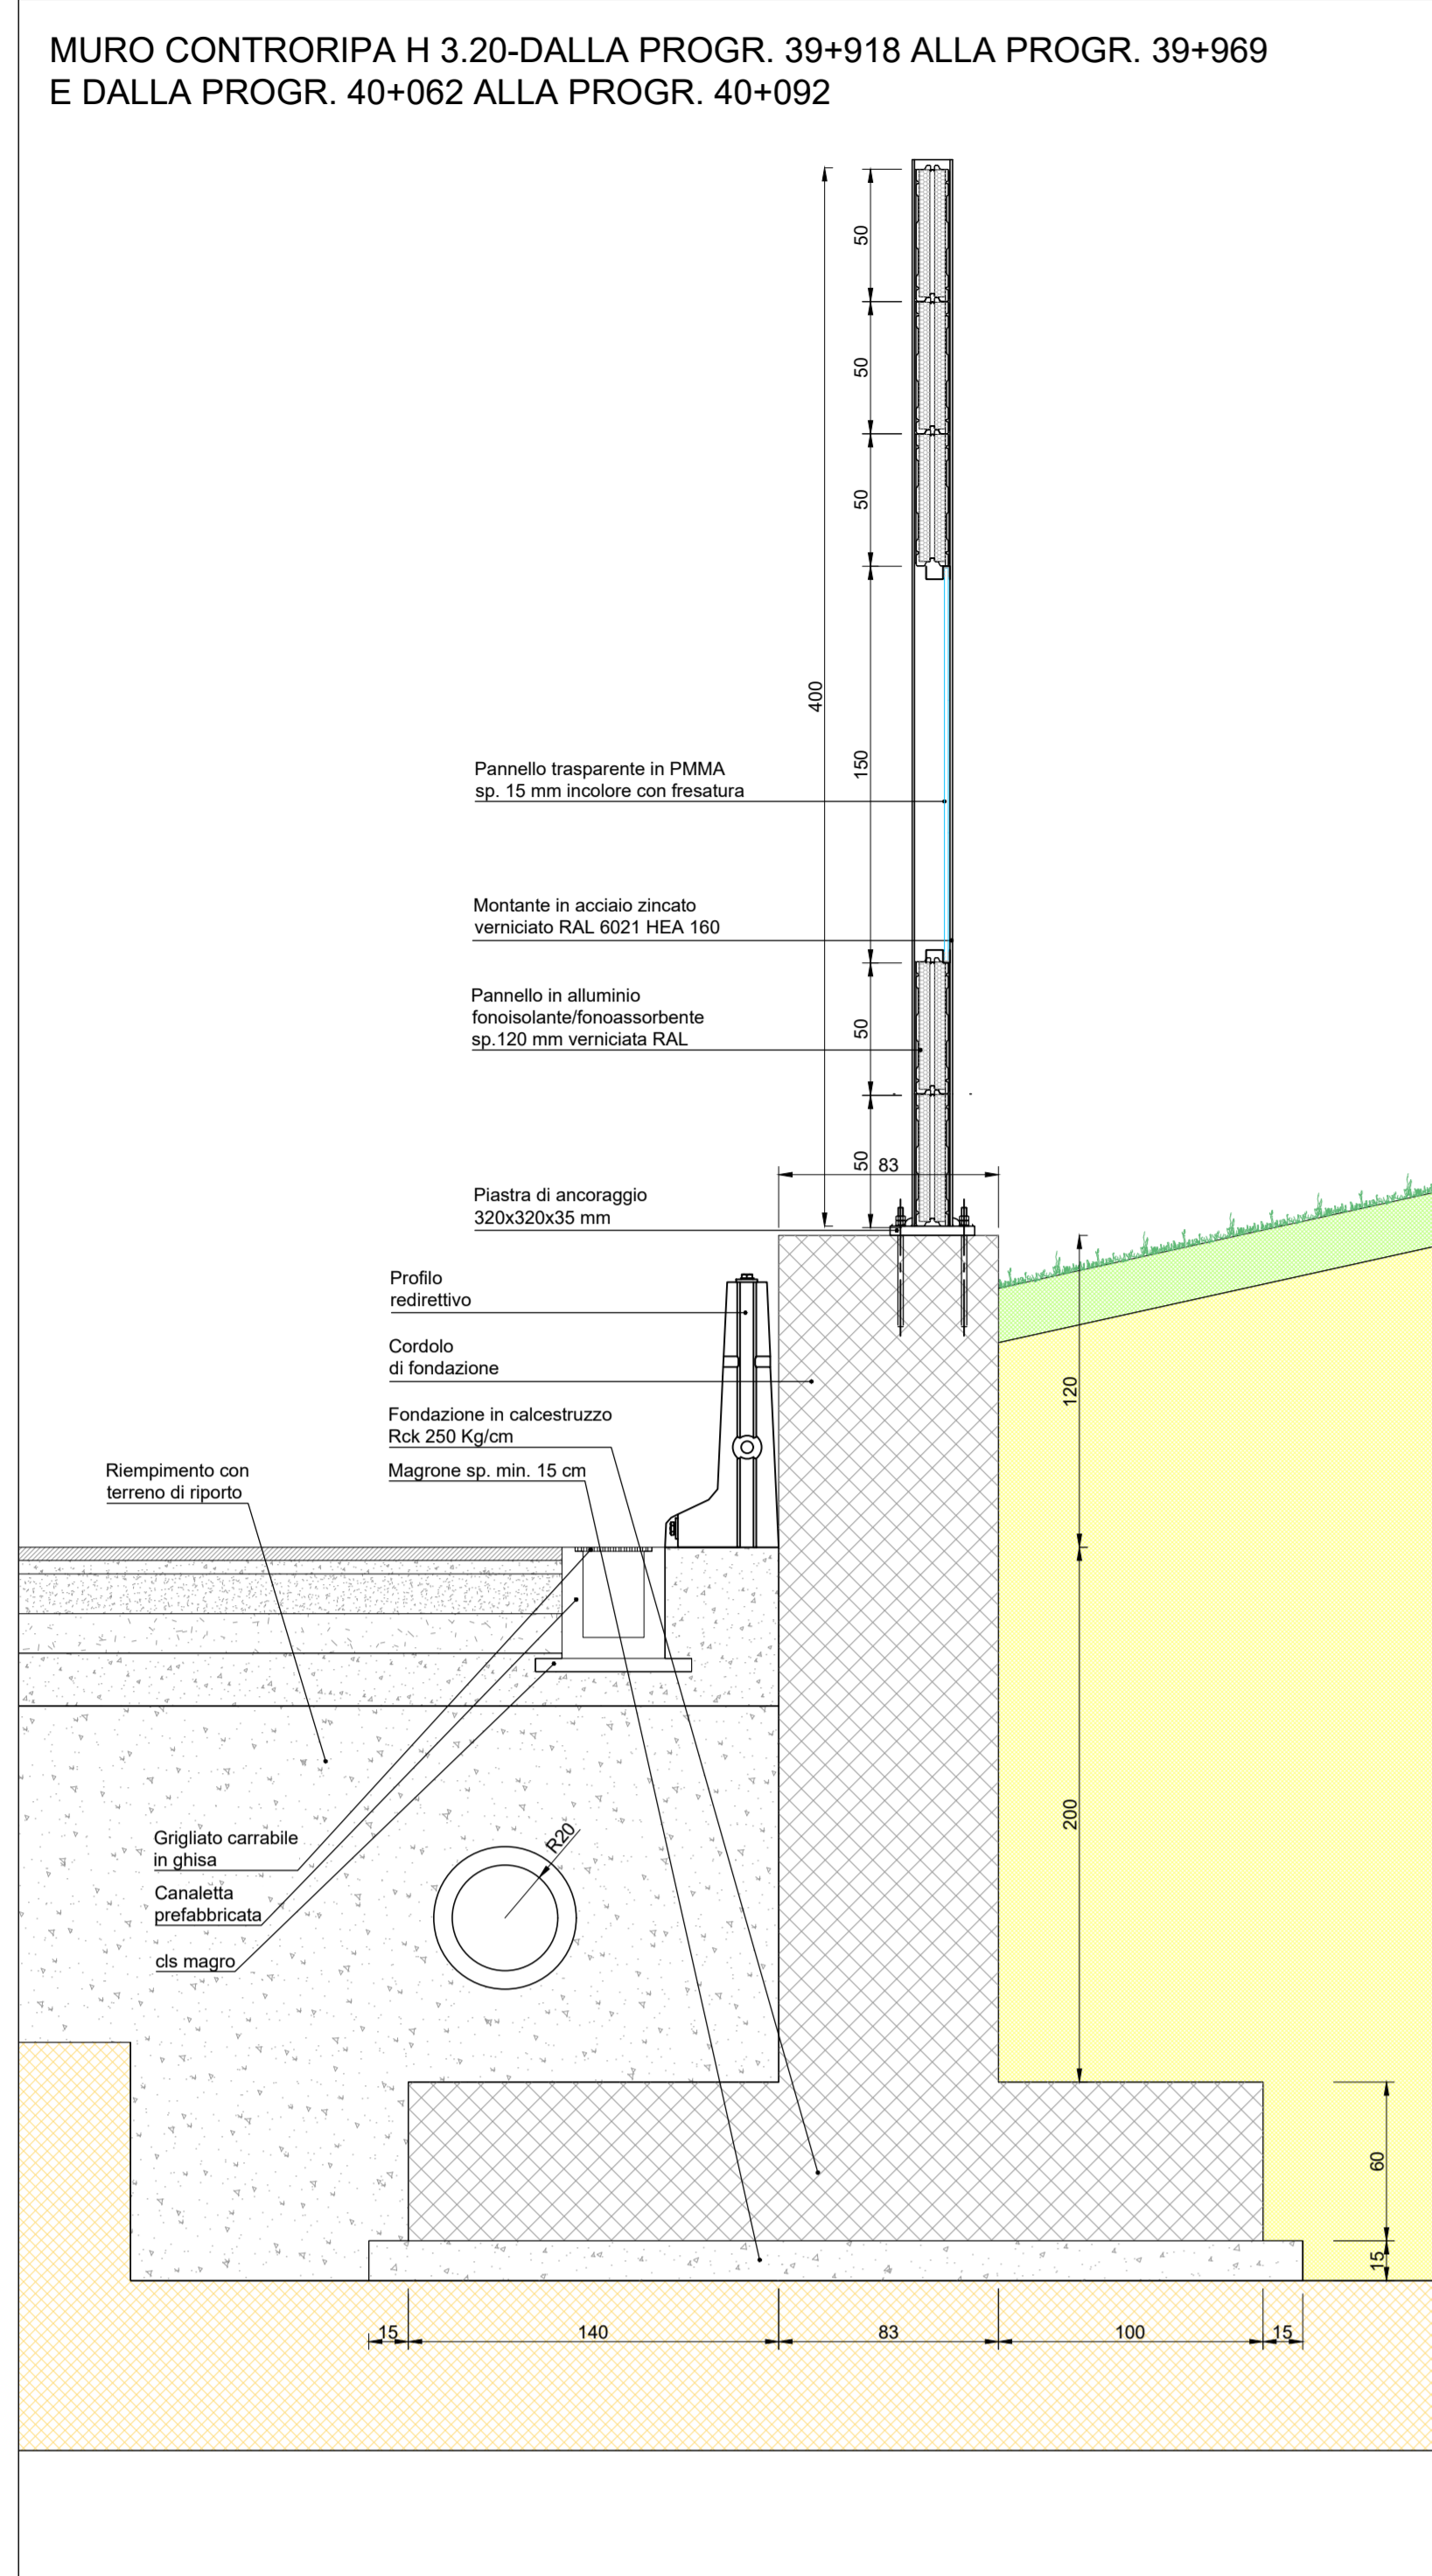 MURO CONTRORIPA H 3.20-DALLA PROGR. 39+918 ALLA PROGR. 39+969
E DALLA PROGR. 40+062 ALLA PROGR. 40+092
50
50
50
400
150
Pannello trasparente in PMMA
sp. 15 mm incolore con fresatura
Montante in acciaio zincato
verniciato RAL 6021 HEA 160
Pannello in alluminio
fonoisolante/fonoassorbente
sp.120 mm verniciata RAL
50
50
83
Piastra di ancoraggio
320x320x35 mm
Profilo
redirettivo
Cordolo
di fondazione
120
Fondazione in calcestruzzo
Rck 250 Kg/cm
Magrone sp. min. 15 cm
Riempimento con
terreno di riporto
200
R20
Grigliato carrabile
in ghisa
Canaletta
prefabbricata
cls magro
60
15
15
140
83
100
15